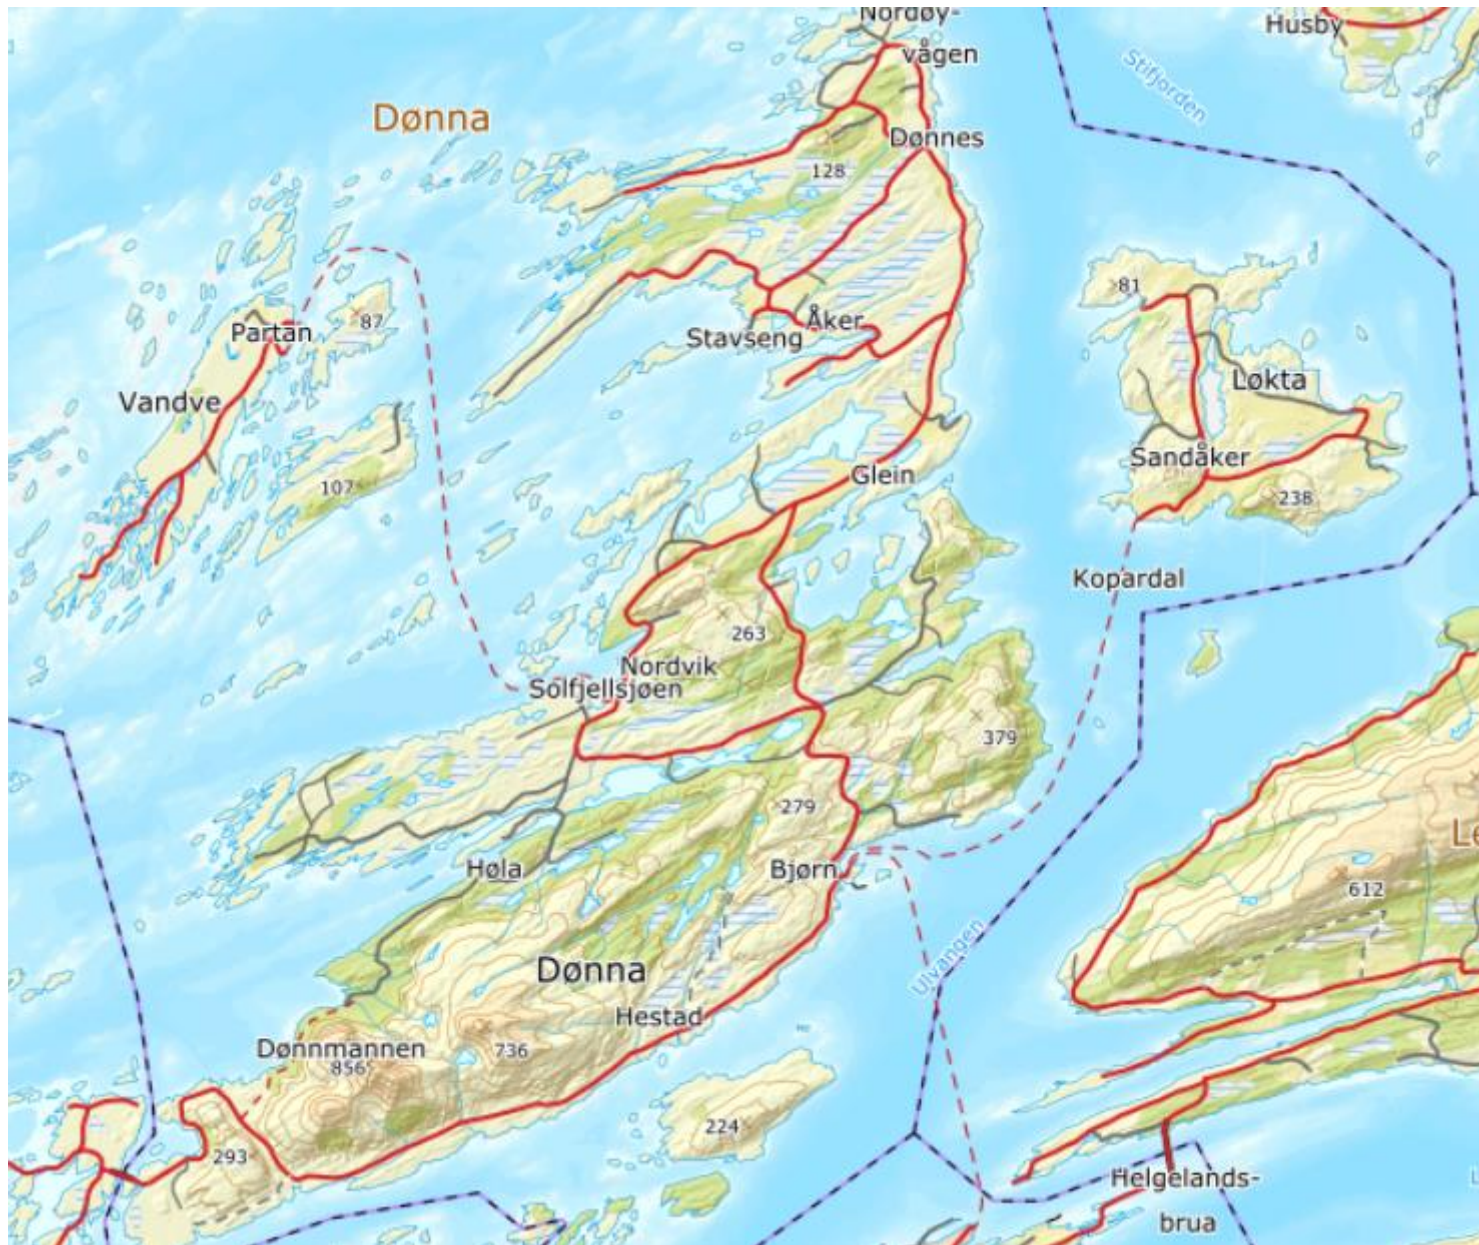 Nordøy-
vågen
Husby
Stifjorden
Dønna
Dønnes
128
81
87
Partan
Stavseng
Åker
Vandve
Løkta
Sandåker
Glein
107
238
Kopardal
263
Nordvik
Solfjellsjøen
379
279
Høla
Bjørn
612
Ulvangen
Dønna
Hestad
Dønnmannen
856
736
224
293
Helgelands-
brua